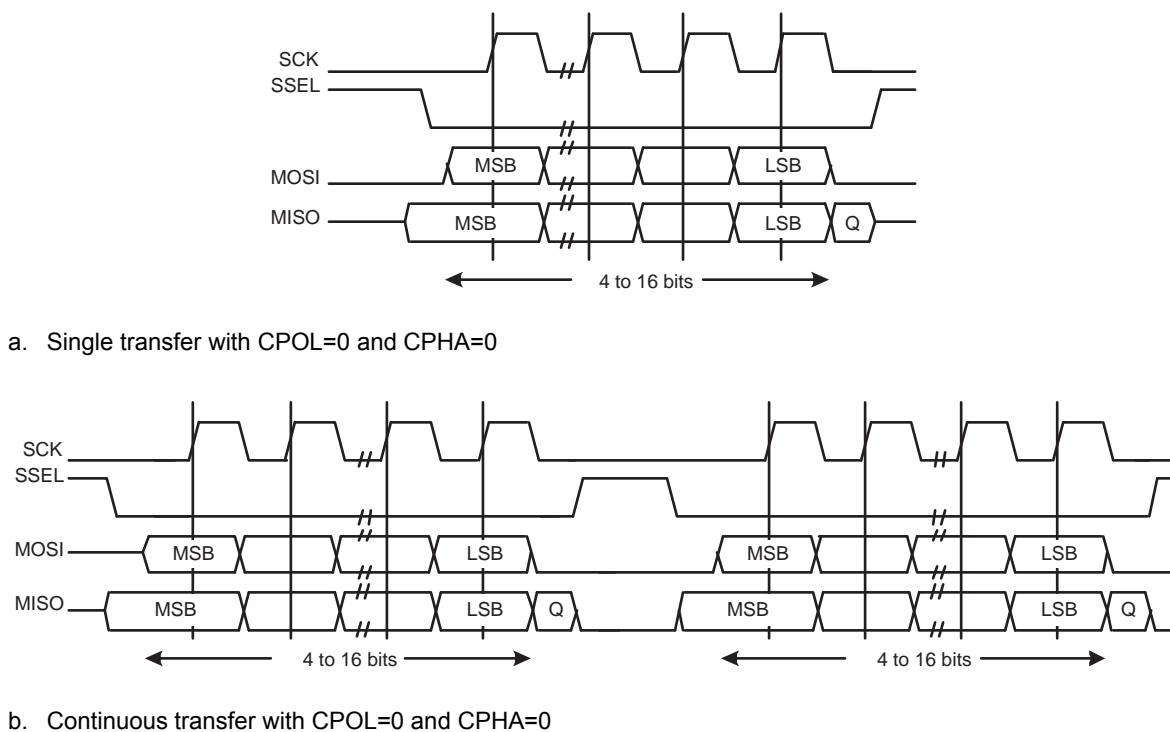 SCK
SSEL
MOSI MSB LSB
MISO MSB LSB Q
4 to 16 bits
a. Single transfer with CPOL=0 and CPHA=0
SCK
SSEL
MOSI MSB LSB MSB LSB
MISO MSB LSB Q MSB LSB Q
4 to 16 bits 4 to 16 bits
b. Continuous transfer with CPOL=0 and CPHA=0